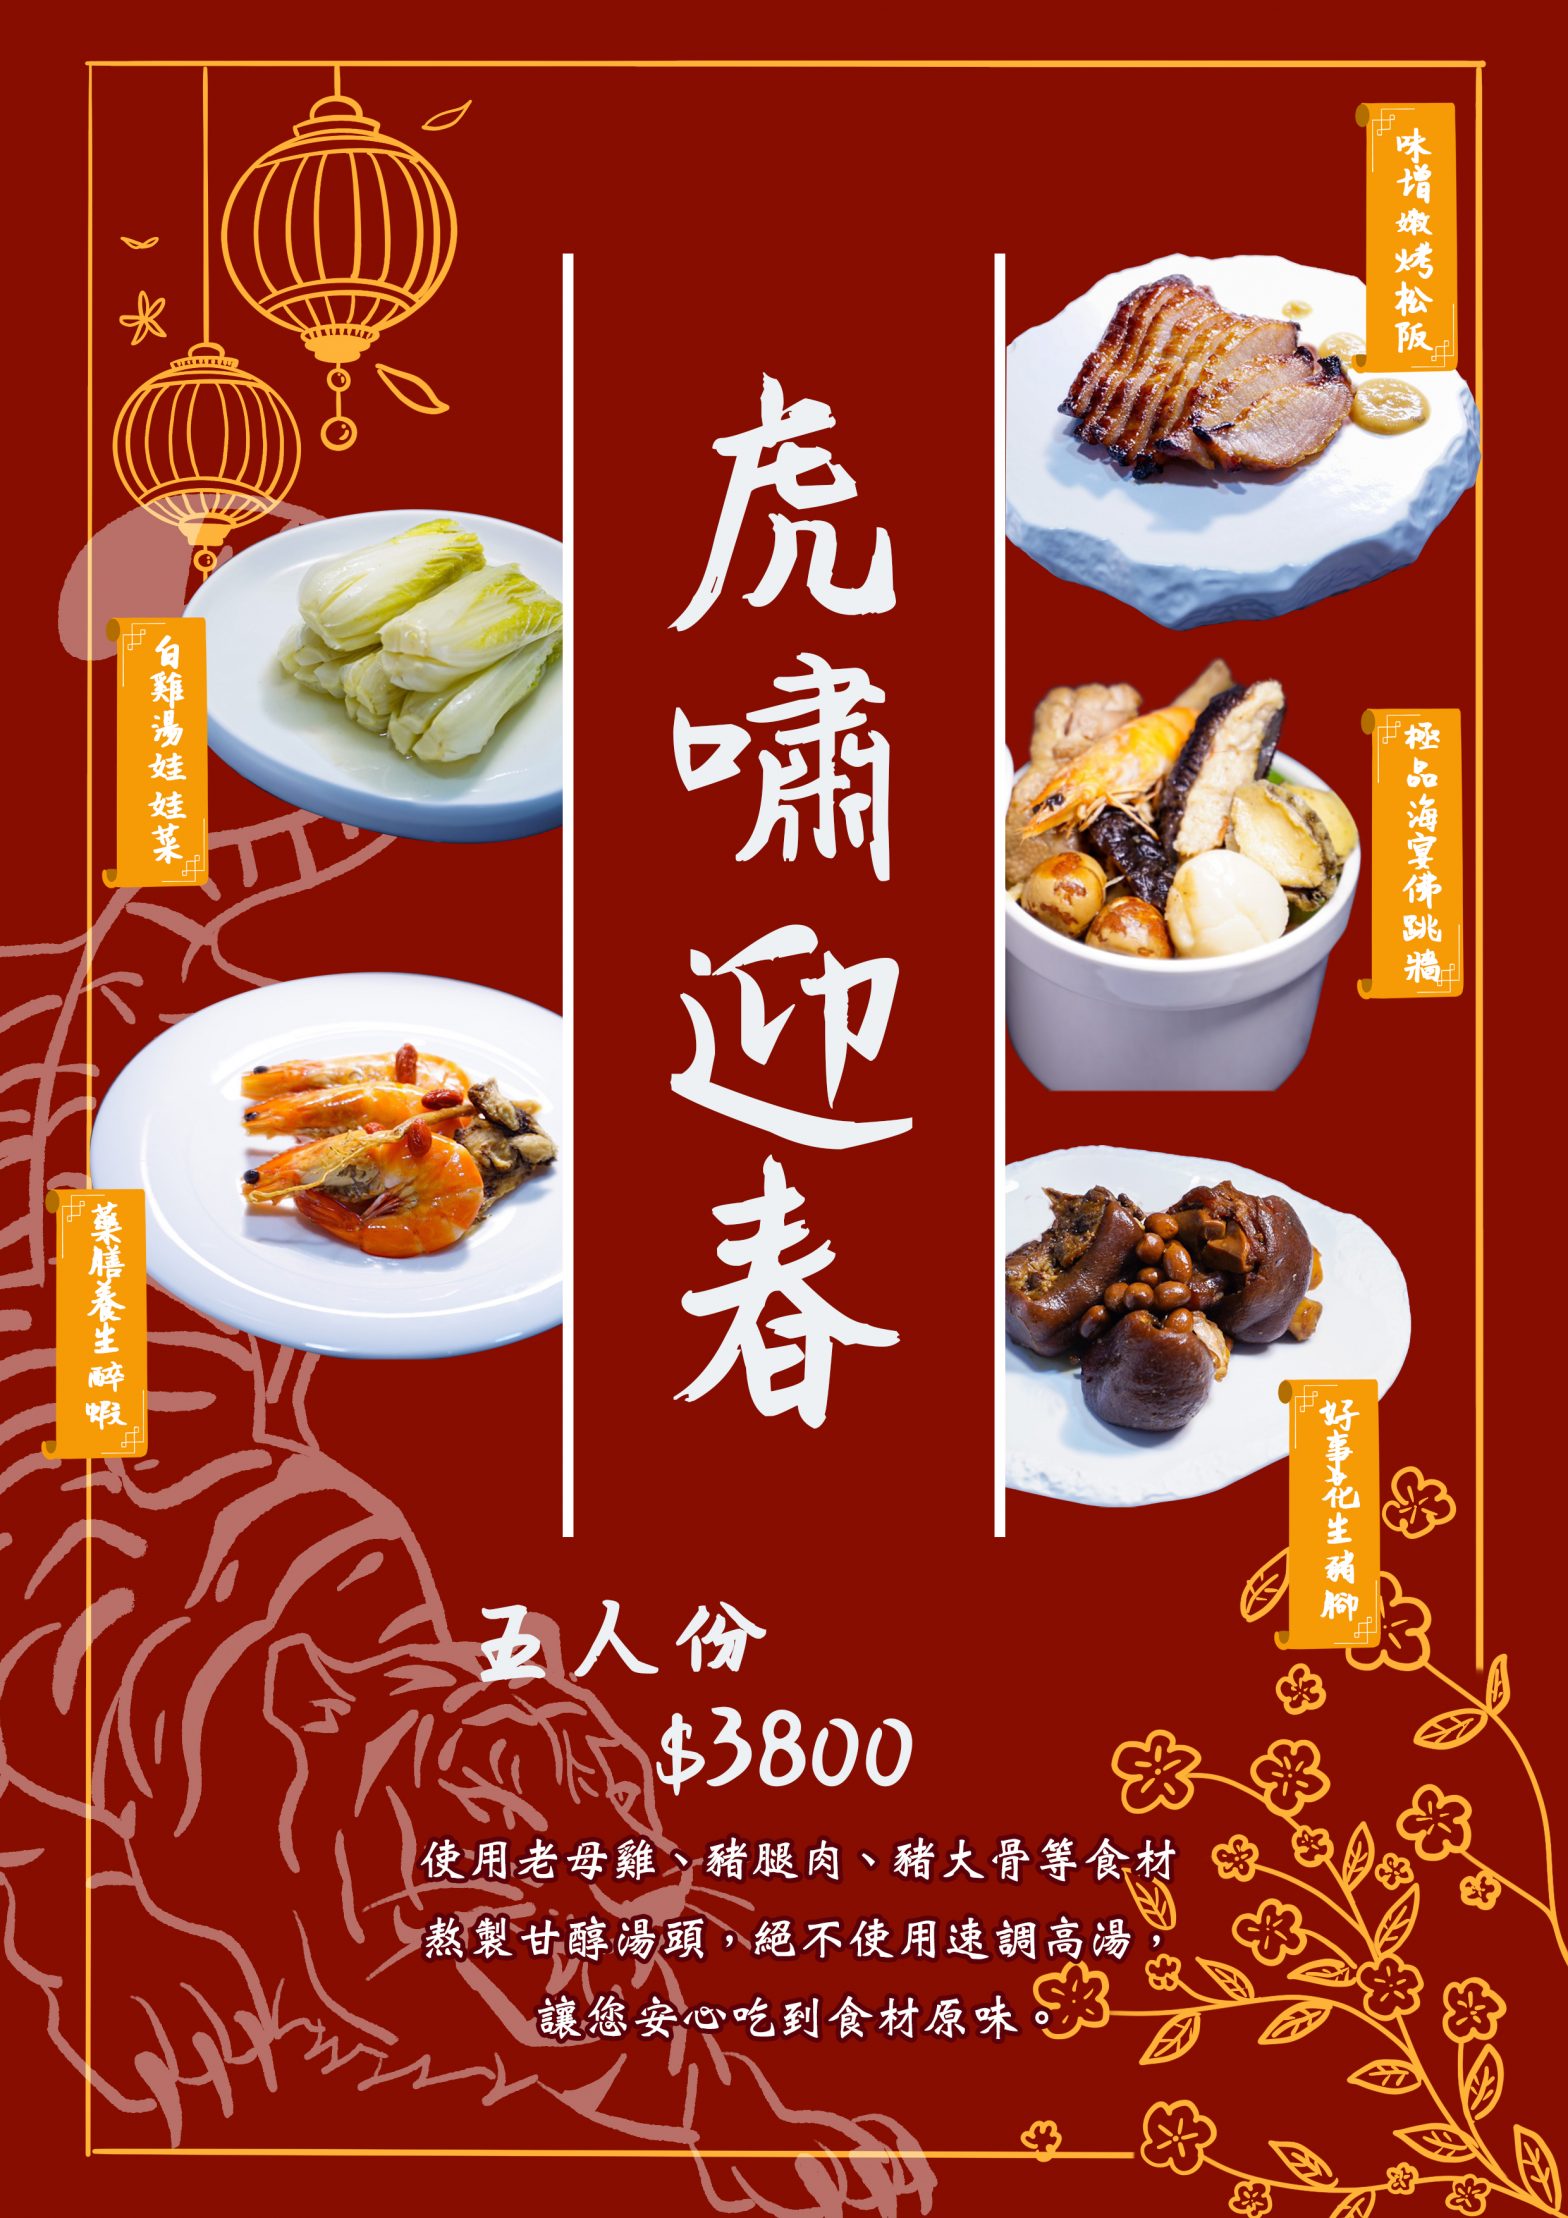 味增嫩烤松阪
極品海宴佛跳牆
好事花生豬腳
虎嘯迎春
白雞湯娃娃菜
藥膳養生醉蝦
五人份
$3800
使用老母雞、豬腿肉、豬大骨等食材
熬製甘醇湯頭，絕不使用速調高湯，
讓您安心吃到食材原味。